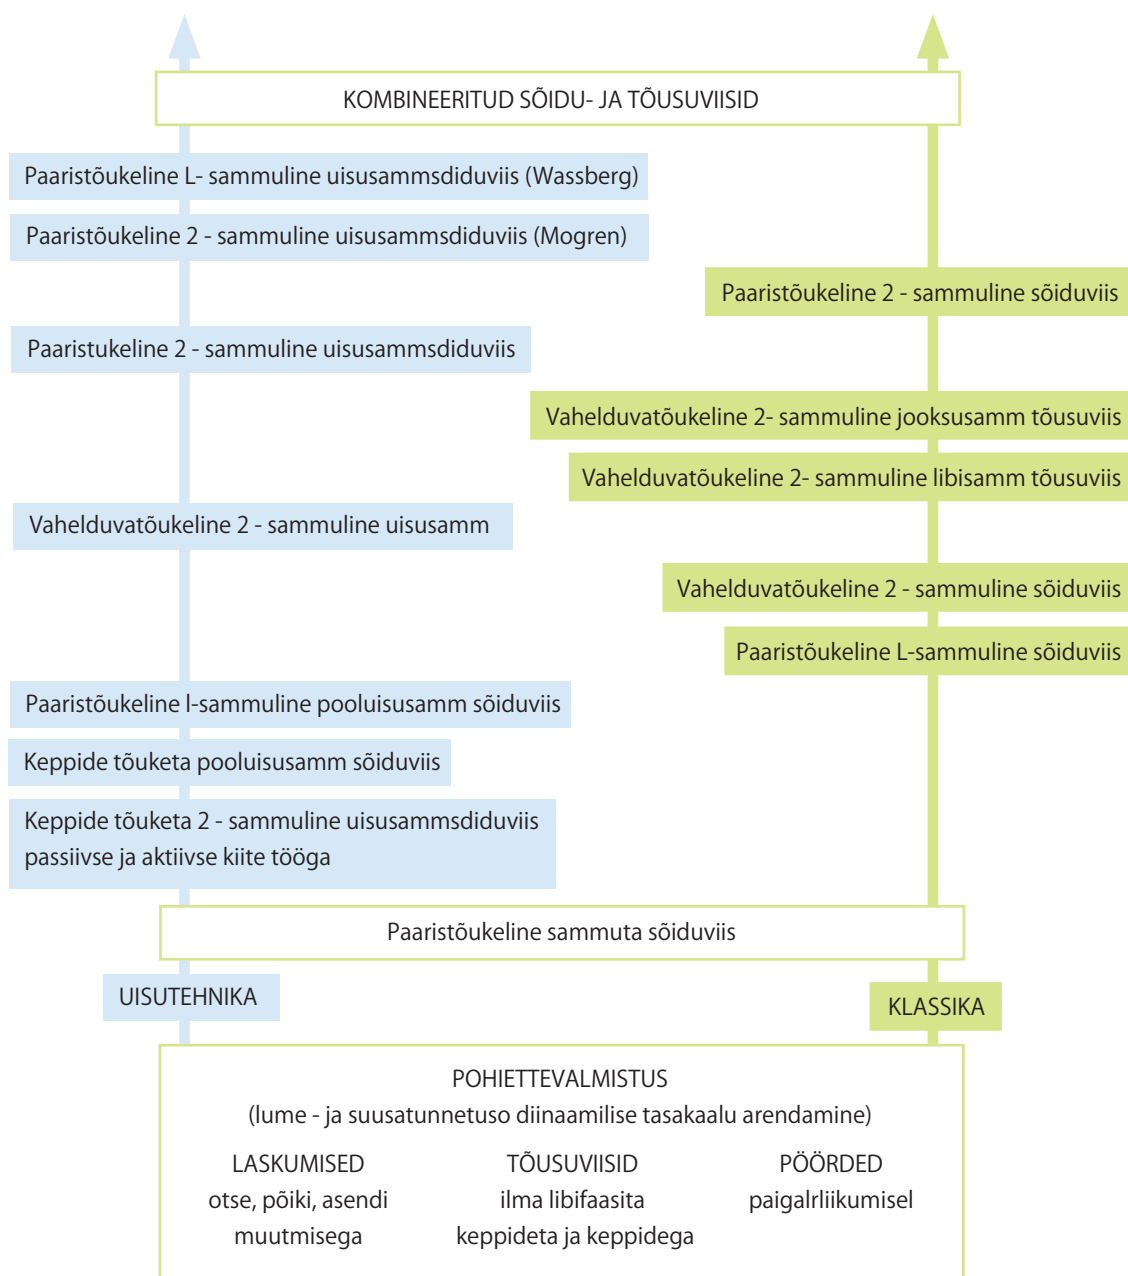 KOMBINEERITUD SÕIDU- JA TÕUSUVIISID
Paaristõukeline L- sammuline uisusammsdiduviis (Wassberg)
Paaristõukeline 2 - sammuline uisusammsdiduviis (Mogren)
Paaristõukeline 2 - sammuline sõiduviis
Paaristukeline 2 - sammuline uisusammsdiduviis
Vahelduvatõukeline 2- sammuline jooksusamm tõusuviis
Vahelduvatõukeline 2- sammuline libisamm tõusuviis
Vahelduvatõukeline 2 - sammuline uisusamm
Vahelduvatõukeline 2 - sammuline sõiduviis
Paaristõukeline L-sammuline sõiduviis
Paaristõukeline l-sammuline pooluisusamm sõiduviis
Keppide tõuketa pooluisusamm sõiduviis
Keppide tõuketa 2 - sammuline uisusammsdiduviis
passiivse ja aktiivse kiite tööga
Paaristõukeline sammuta sõiduviis
UISUTEHNIKA
KLASSIKA
POHIETTEVALMISTUS
(lume - ja suusatunnetuso diinaamilise tasakaalu arendamine)
LASKUMISED
otse, põiki, asendi
muutmisega
TÕUSUVIISID
ilma libifaasita
keppideta ja keppidega
PÖÖRDED
paigalrliikumisel